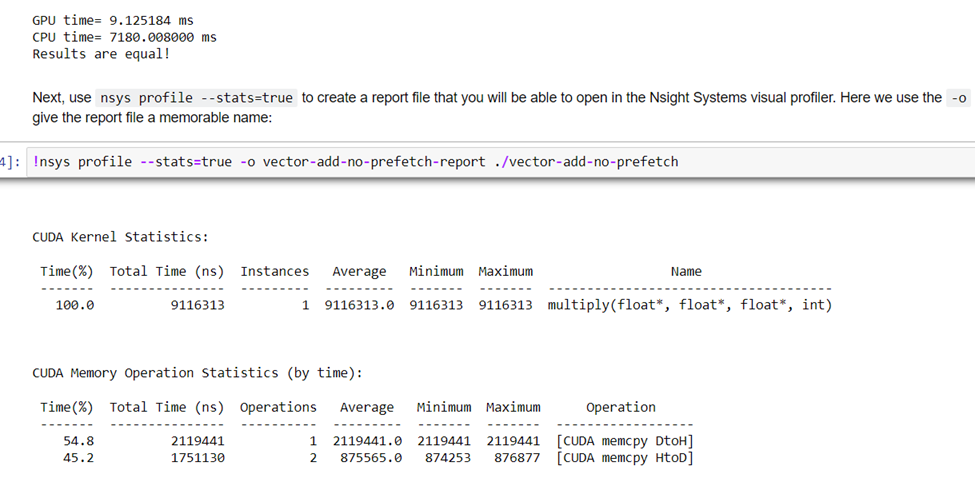 GPU time= 9.125184 ms
CPU time= 7180.008000 ms
Results are equal!
Next, use nsys profile --stats=true to create a report file that you will be able to open in the Nsight Systems visual profiler. Here we use the -o
give the report file a memorable name:
4]: !nsys profile --stats=true -o vector-add-no-prefetch-report ./vector-add-no-prefetch
CUDA Kernel Statistics:
Time(%) Total Time (ns) Instances Average Minimum Maximum Name
------- --------------- --------- --------- ------- ------- ------------------------------------
100.0 9116313 1 9116313.0 9116313 9116313 multiply(float*, float*, float*, int)
CUDA Memory Operation Statistics (by time):
Time(%) Total Time (ns) Operations Average Minimum Maximum Operation
------- --------------- ---------- --------- ------- ------- ------------------
54.8 2119441 1 2119441.0 2119441 2119441 [CUDA memcpy DtoH]
45.2 1751130 2 875565.0 874253 876877 [CUDA memcpy HtoD]